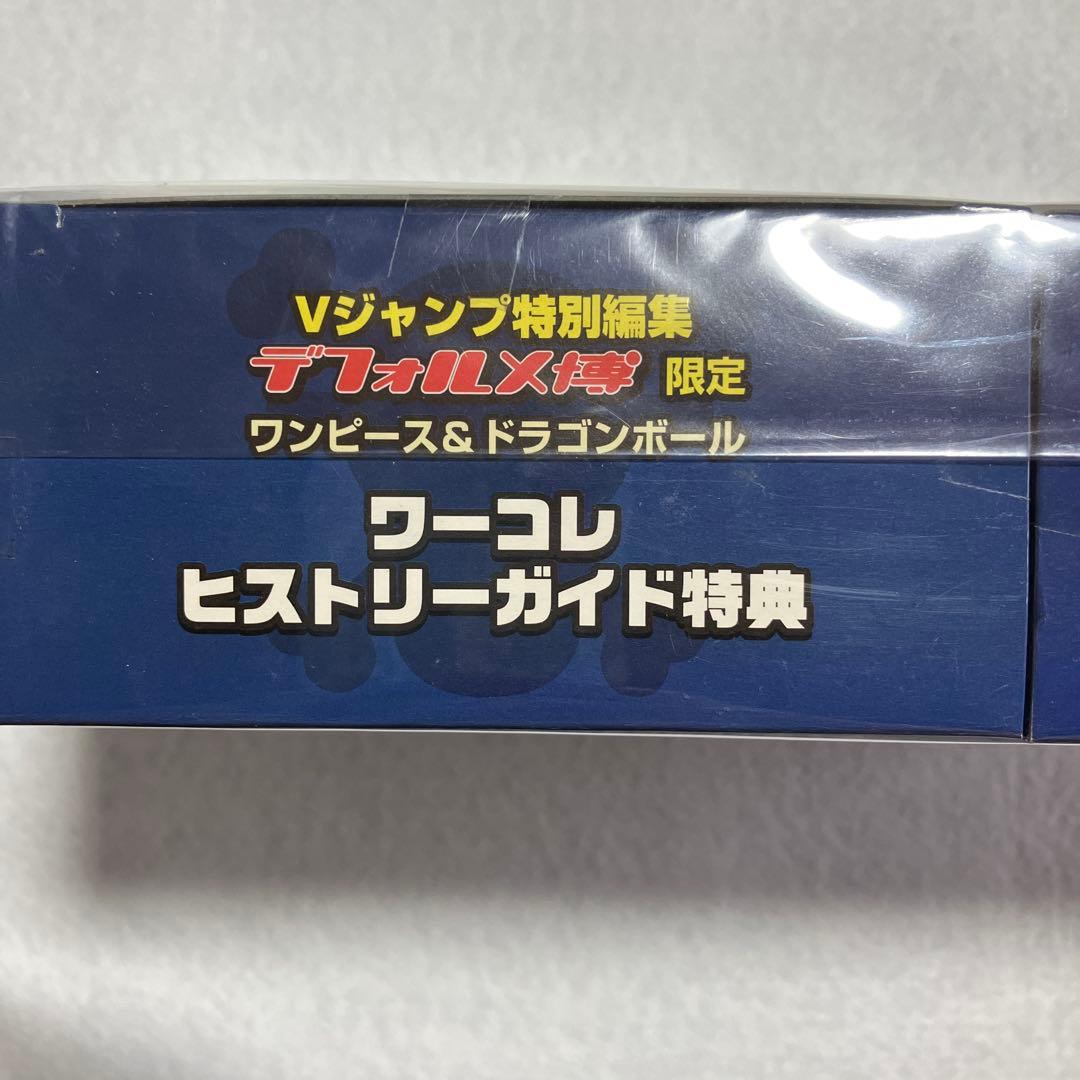 Vジャンプ特別編集
デフォルメ博 限定
ワンピース＆ドラゴンボール
ワーコレ
ヒストリーガイド特典